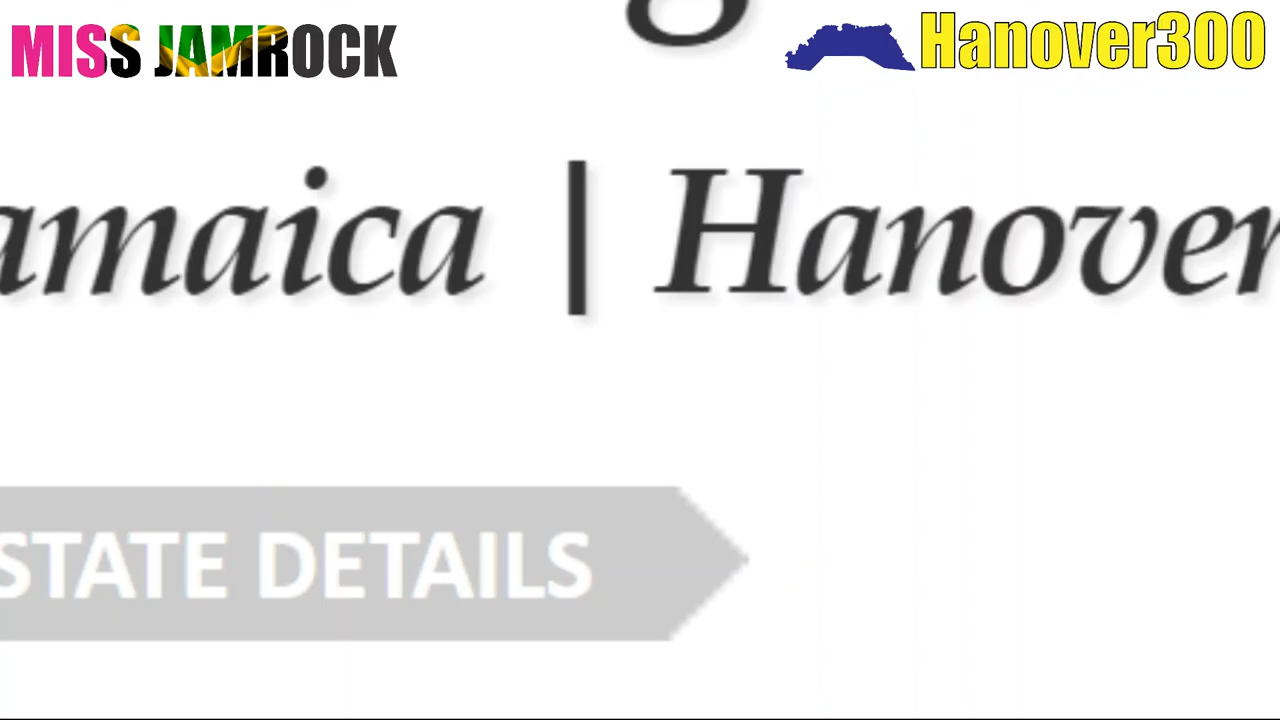 MISS JAMROCK
Hanover300
g
amaica | Hanover
STATE DETAILS